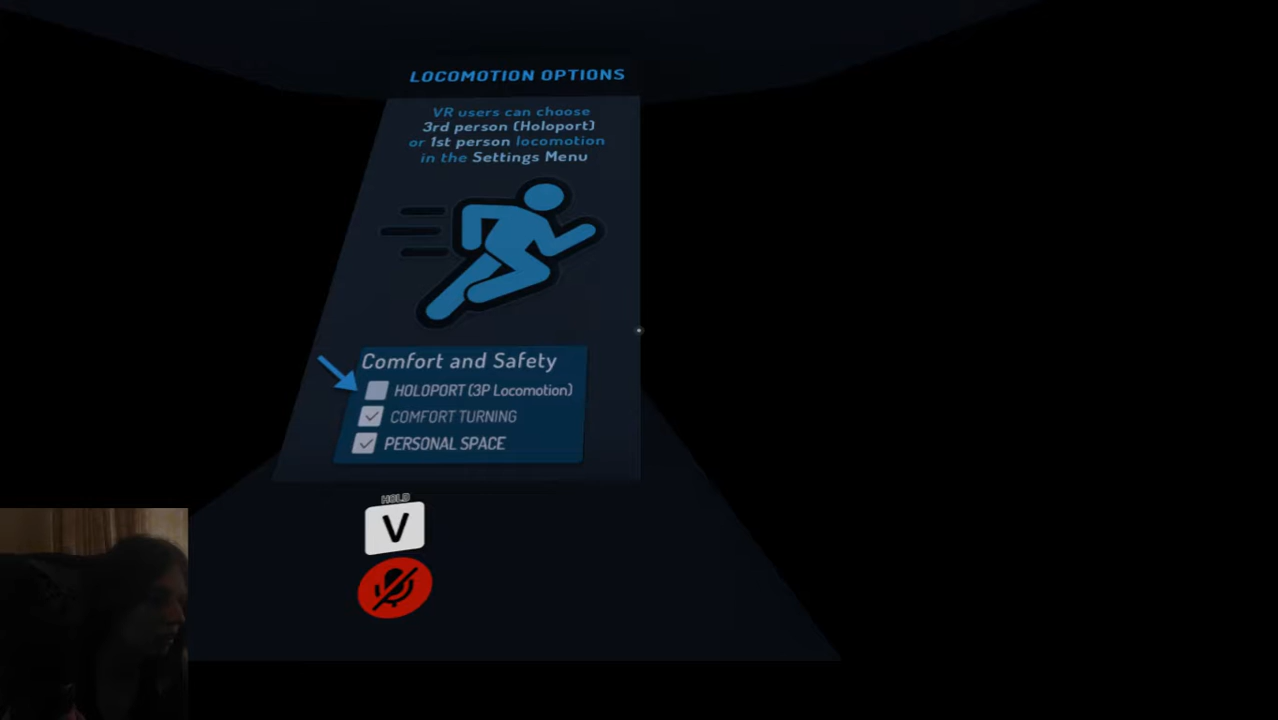 LOCOMOTION OPTIONS
VR users can choose
3rd person (Holoport)
or 1st person locomotion
in the Settings Menu
Comfort and Safety
HOLOPORT (3P Locomotion)
COMFORT TURNING
PERSONAL SPACE
HOLD
V